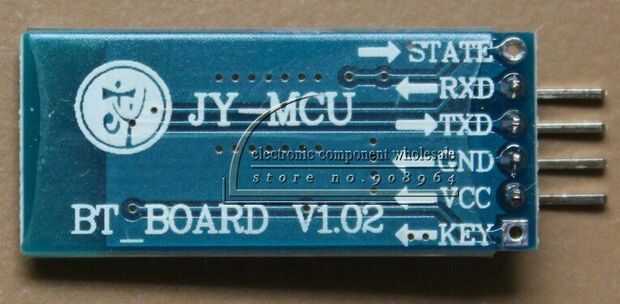 STATE
RXD
JY-MCU
TXD
electronic component wholesale
GND
store no.908964
VCC
BT_BOARD V1.02
KEY